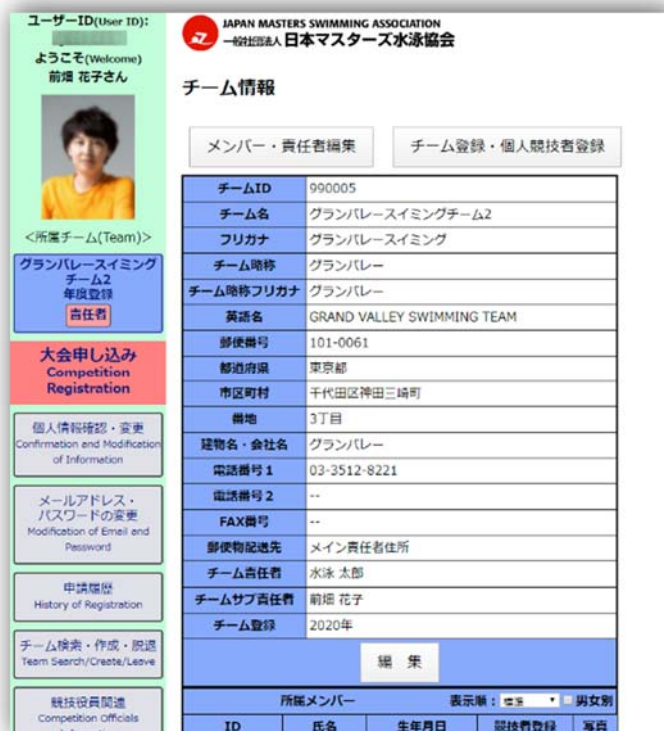 ユーザーID(User ID):
ようこそ(Welcome)
前畑 花子さん
<所属チーム(Team)>
グランバレースイミング
チーム2
年度登録
責任者
大会申し込み
Competition
Registration
個人情報確認・変更
Confirmation and Modification
of Information
メールアドレス・
パスワードの変更
Modification of Email and
Password
申請履歴
History of Registration
チーム検索・作成・脱退
Team Search/Create/Leave
競技役員関連
Competition Officials
JAPAN MASTERS SWIMMING ASSOCIATION
一般社団法人 日本マスターズ水泳協会
チーム情報
メンバー・責任者編集
チーム登録・個人競技者登録
チームID 990005
チーム名 グランバレースイミングチーム2
フリガナ グランバレースイミング
チーム略称 グランバレー
チーム略称フリガナ グランバレー
英語名 GRAND VALLEY SWIMMING TEAM
郵便番号 101-0061
都道府県 東京都
市区町村 千代田区神田三崎町
番地 3丁目
建物名・会社名 グランバレー
電話番号1 03-3512-8221
電話番号2 --
FAX番号 --
郵便物配送先 メイン責任者住所
チーム責任者 水泳 太郎
チームサブ責任者 前畑 花子
チーム登録 2020年
編 集
所属メンバー 表示順: 標準 男女別
ID 氏名 生年月日 競技者登録 写真